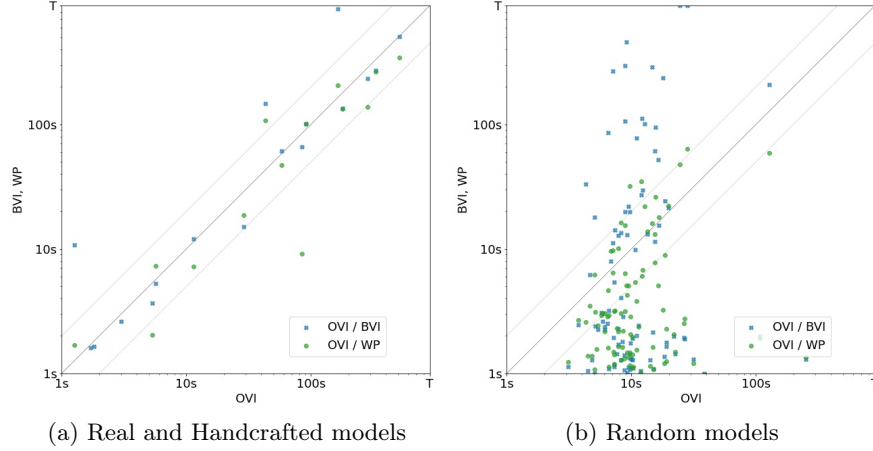 T
100s
10s
1s
BVI, WP
OVI / BVI
OVI / WP
1s 10s 100s T
OVI
(a) Real and Handcrafted models
T
100s
10s
1s
BVI, WP
OVI / BVI
OVI / WP
1s 10s 100s T
OVI
(b) Random models